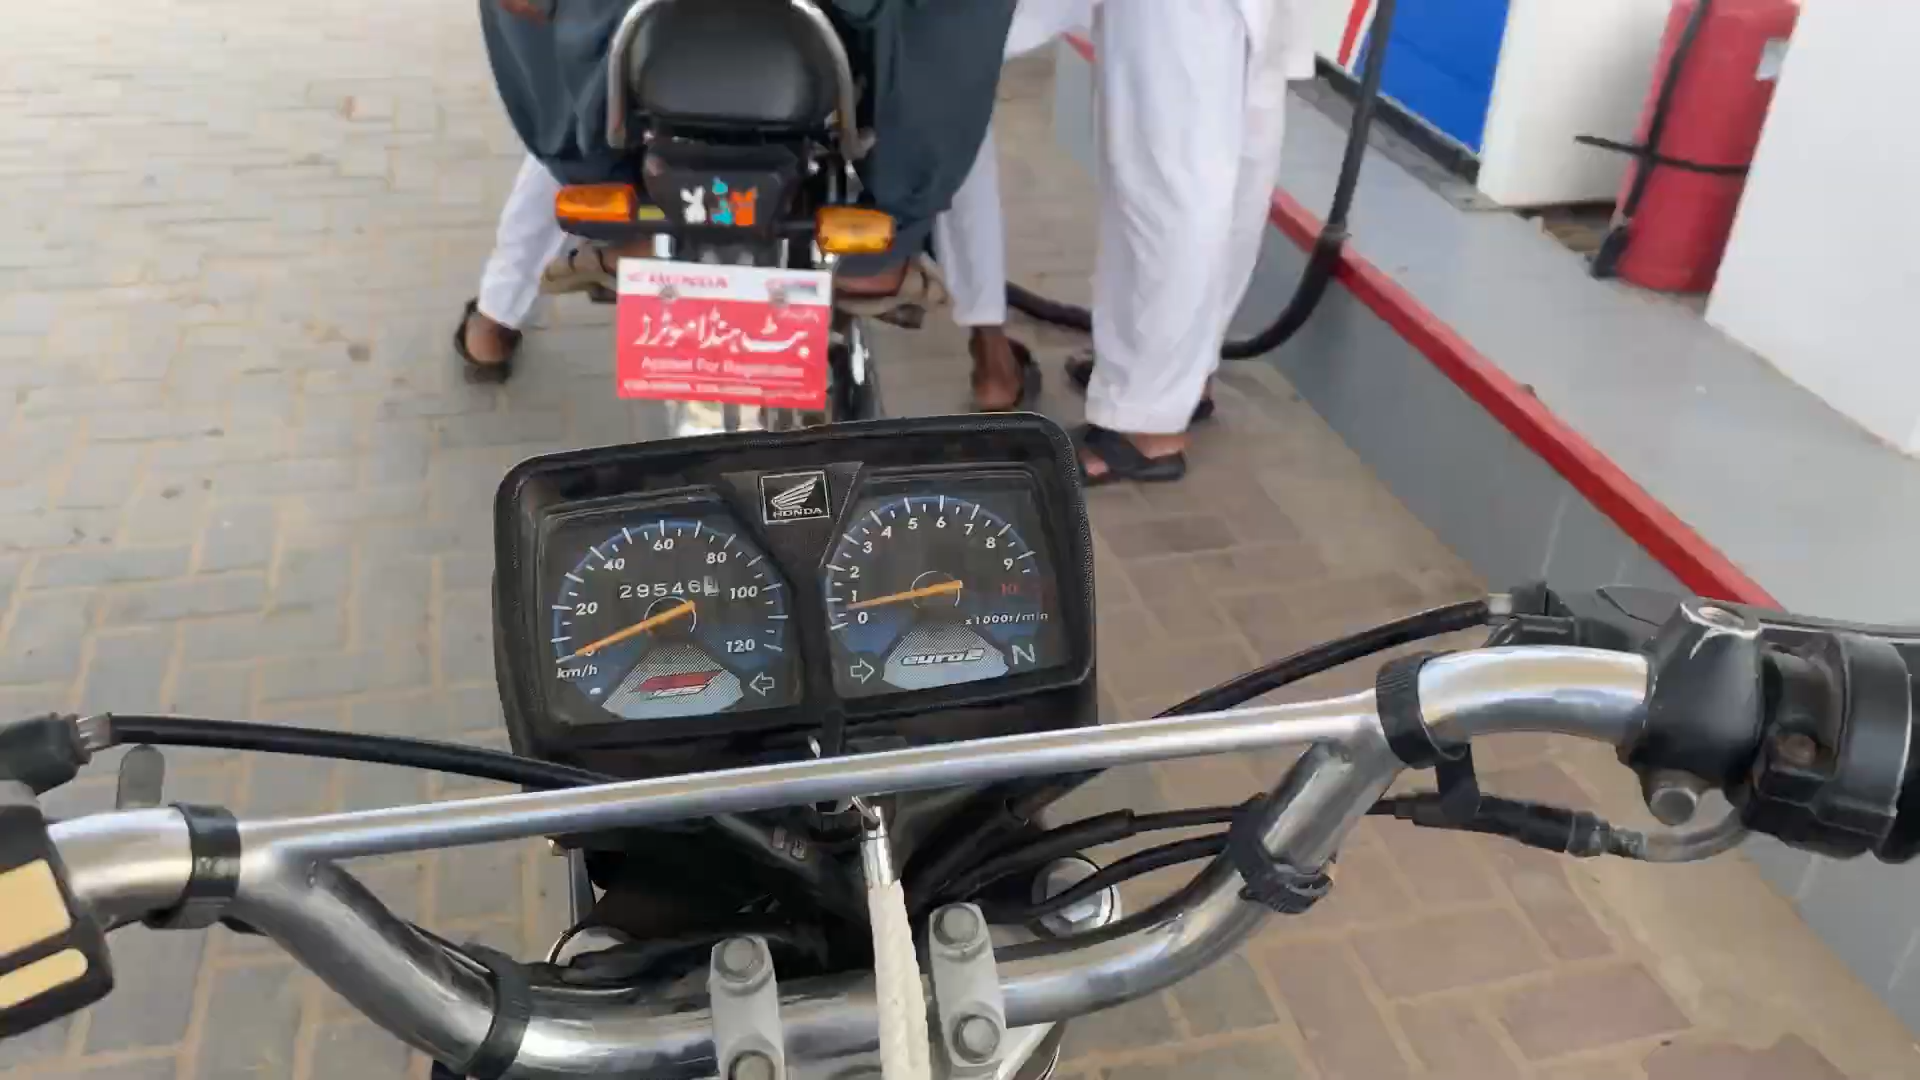 HONDA
بٹ ہنڈا موٹرز
Applied For Registration
HONDA
20
40
60
80
100
120
29546
km/h
125
0
1
2
3
4
5
6
7
8
9
10
x1000r/min
euro2
N